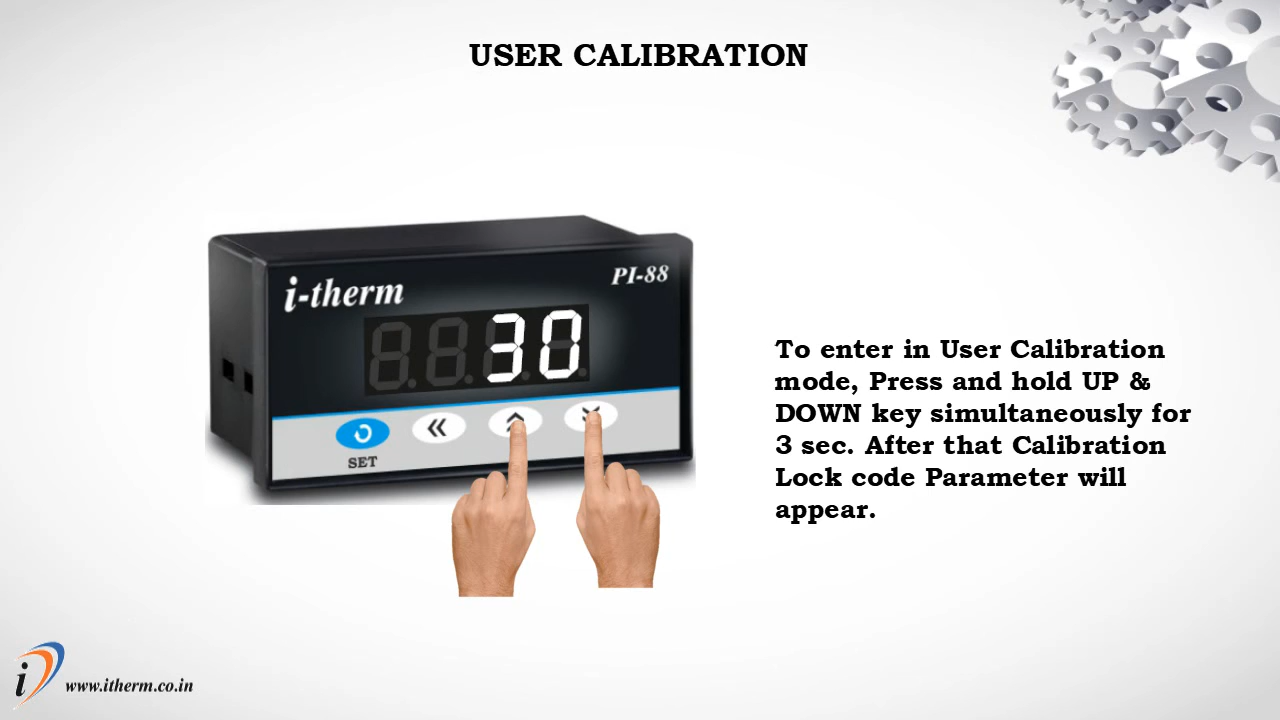 USER CALIBRATION
i-therm
PI-88
30
SET
To enter in User Calibration
mode, Press and hold UP &
DOWN key simultaneously for
3 sec. After that Calibration
Lock code Parameter will
appear.
i
www.itherm.co.in